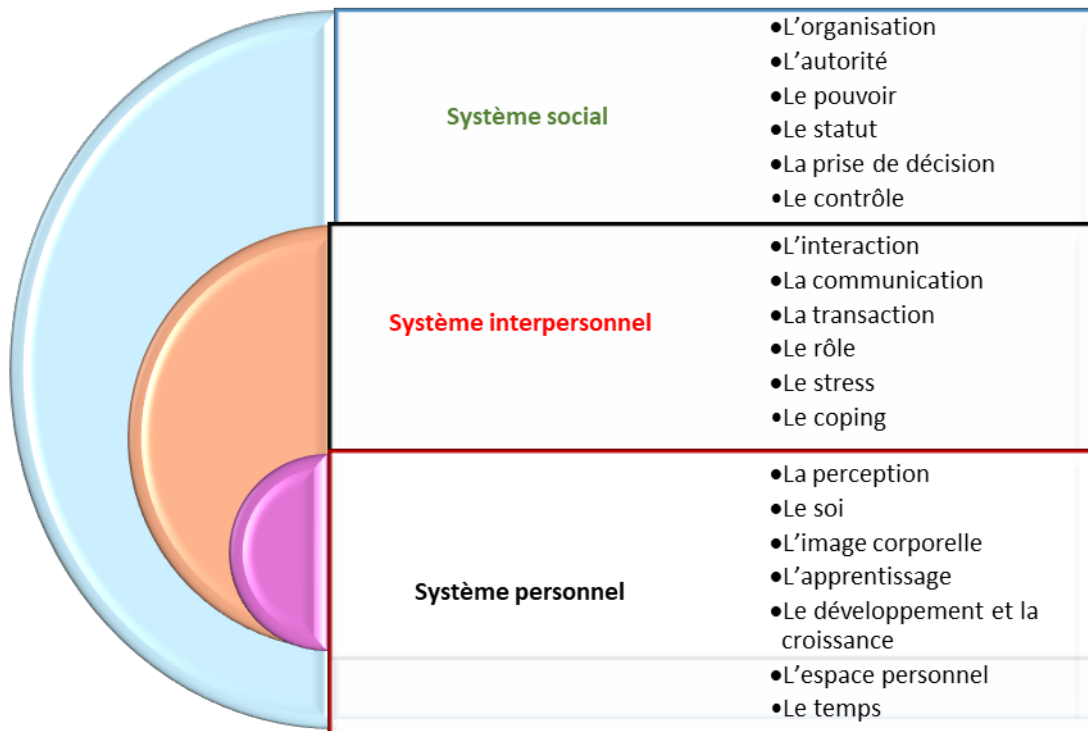 Système social
•L'organisation
•L'autorité
•Le pouvoir
•Le statut
•La prise de décision
•Le contrôle
Système interpersonnel
•L'interaction
•La communication
•La transaction
•Le rôle
•Le stress
•Le coping
Système personnel
•La perception
•Le soi
•L'image corporelle
•L'apprentissage
•Le développement et la
croissance
•L'espace personnel
•Le temps